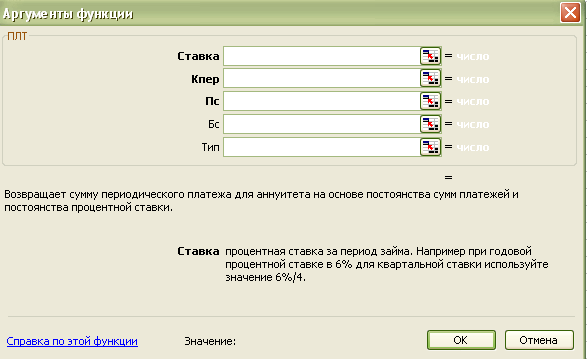 Аргументы функции
ПЛТ
Ставка = число
Кпер = число
Пс = число
Бс = число
Тип = число
=
Возвращает сумму периодического платежа для аннуитета на основе постоянства сумм платежей и
постоянства процентной ставки.
Ставка процентная ставка за период займа. Например при годовой
процентной ставке в 6% для квартальной ставки используйте
значение 6%/4.
Справка по этой функции Значение: ОК Отмена